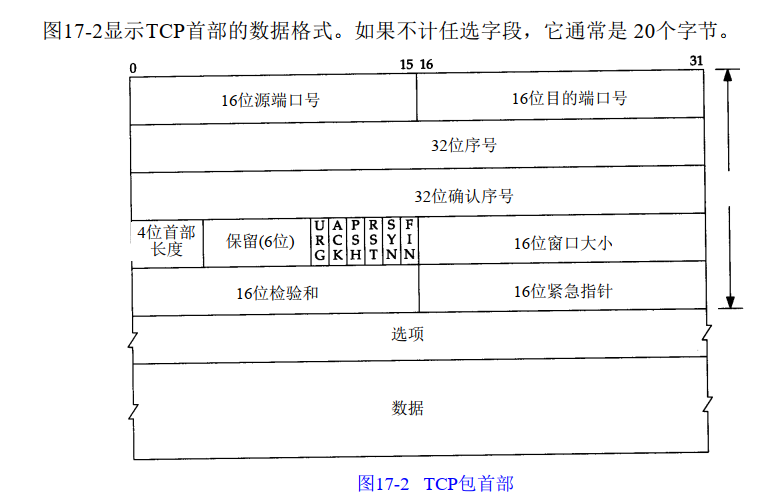 图17-2显示TCP首部的数据格式。如果不计任选字段，它通常是 20个字节。
0 15 16 31
16位源端口号 16位目的端口号
32位序号
32位确认序号
4位首部长度 保留(6位) URG ACK PSH RST SYN FIN 16位窗口大小
16位检验和 16位紧急指针
选项
数据
图17-2 TCP包首部